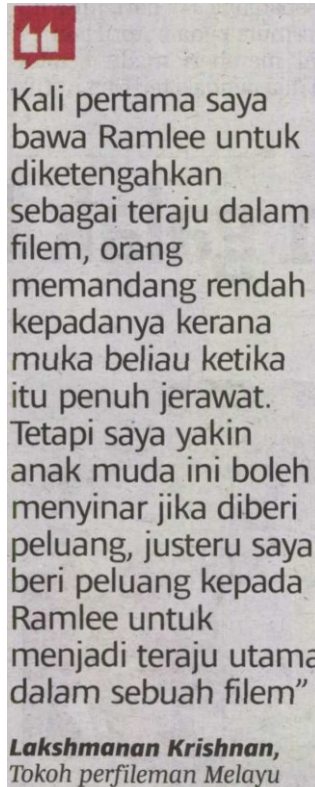 Kali pertama saya
bawa Ramlee untuk
diketengahkan
sebagai teraju dalam
filem, orang
memandang rendah
kepadanya kerana
muka beliau ketika
itu penuh jerawat.
Tetapi saya yakin
anak muda ini boleh
menyinar jika diberi
peluang, justeru saya
beri peluang kepada
Ramlee untuk
menjadi teraju utama
dalam sebuah filem”
Lakshmanan Krishnan,
Tokoh perfileman Melayu